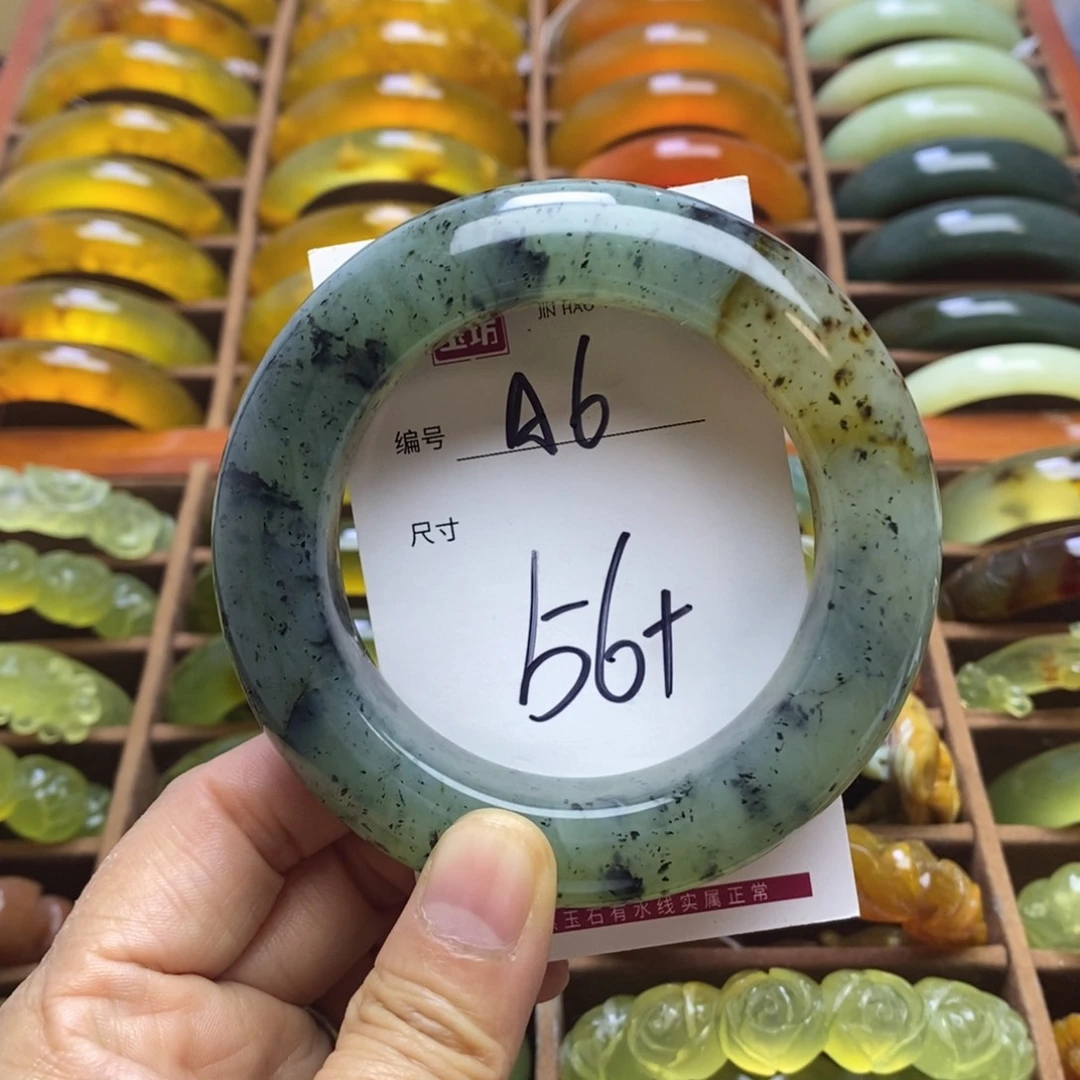 玉坊
JIN HAO
编号 A6
尺寸
56+
玉石有水线实属正常